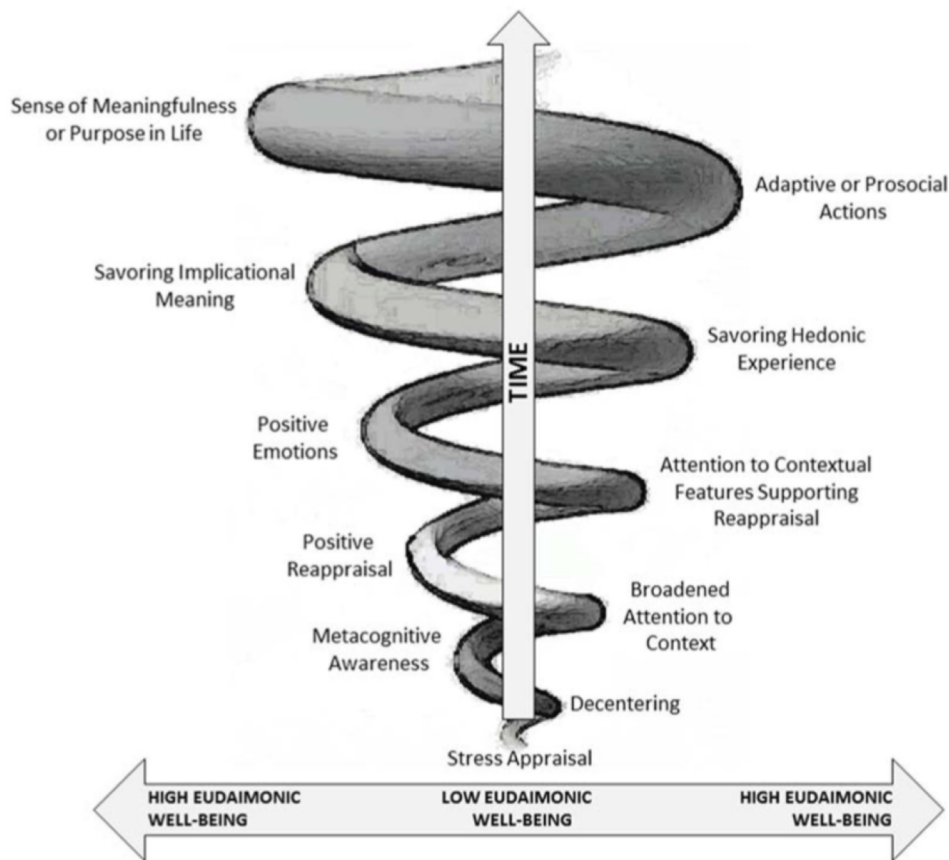 Sense of Meaningfulness
or Purpose in Life
Adaptive or Prosocial
Actions
Savoring Implicational
Meaning
Savoring Hedonic
Experience
TIME
Positive
Emotions
Attention to Contextual
Features Supporting
Reappraisal
Positive
Reappraisal
Broadened
Attention to
Context
Metacognitive
Awareness
Decentering
Stress Appraisal
HIGH EUDAIMONIC
WELL-BEING
LOW EUDAIMONIC
WELL-BEING
HIGH EUDAIMONIC
WELL-BEING